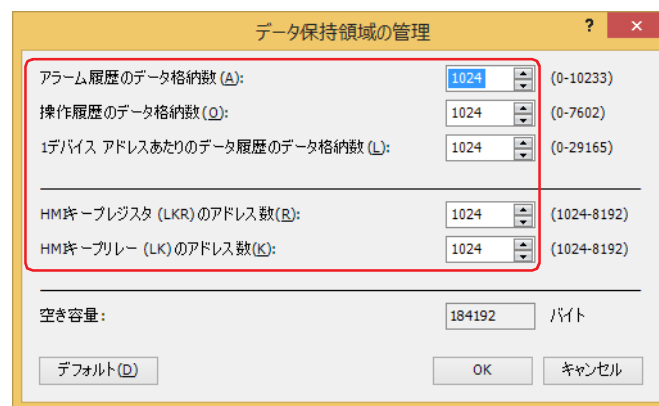 データ保持領域の管理 ? ×
アラーム履歴のデータ格納数(A): 1024 (0-10233)
操作履歴のデータ格納数(O): 1024 (0-7602)
1デバイス アドレスあたりのデータ履歴のデータ格納数(L): 1024 (0-29165)
HMIキープレジスタ (LKR)のアドレス数(R): 1024 (1024-8192)
HMIキープリレー (LK)のアドレス数(K): 1024 (1024-8192)
空き容量: 184192 バイト
デフォルト(D) OK キャンセル